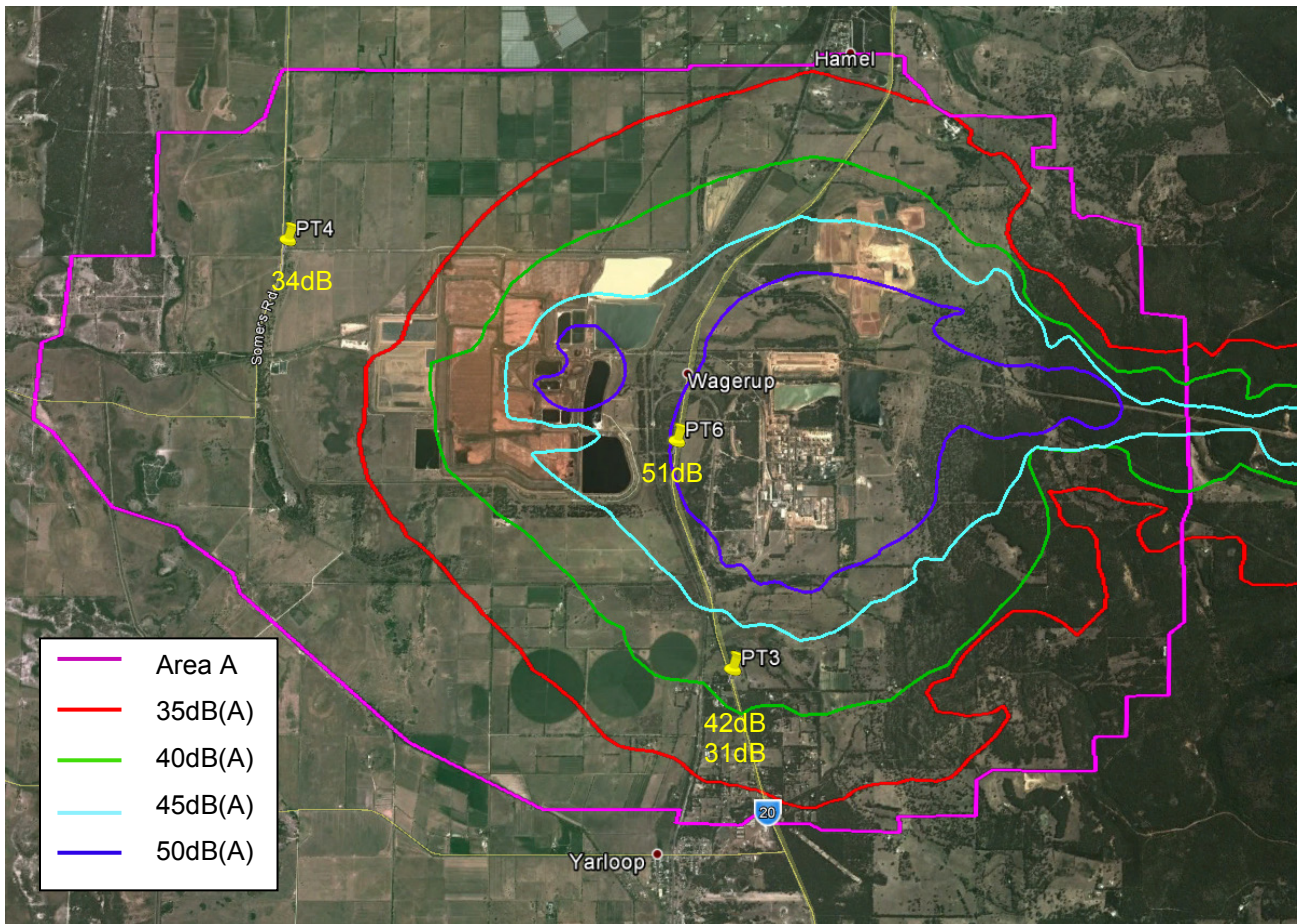 Hamel
PT4
34dB
Somers Rd
Wagerup
PT6
51dB
PT3
42dB
31dB
20
Yarloop
Area A
35dB(A)
40dB(A)
45dB(A)
50dB(A)